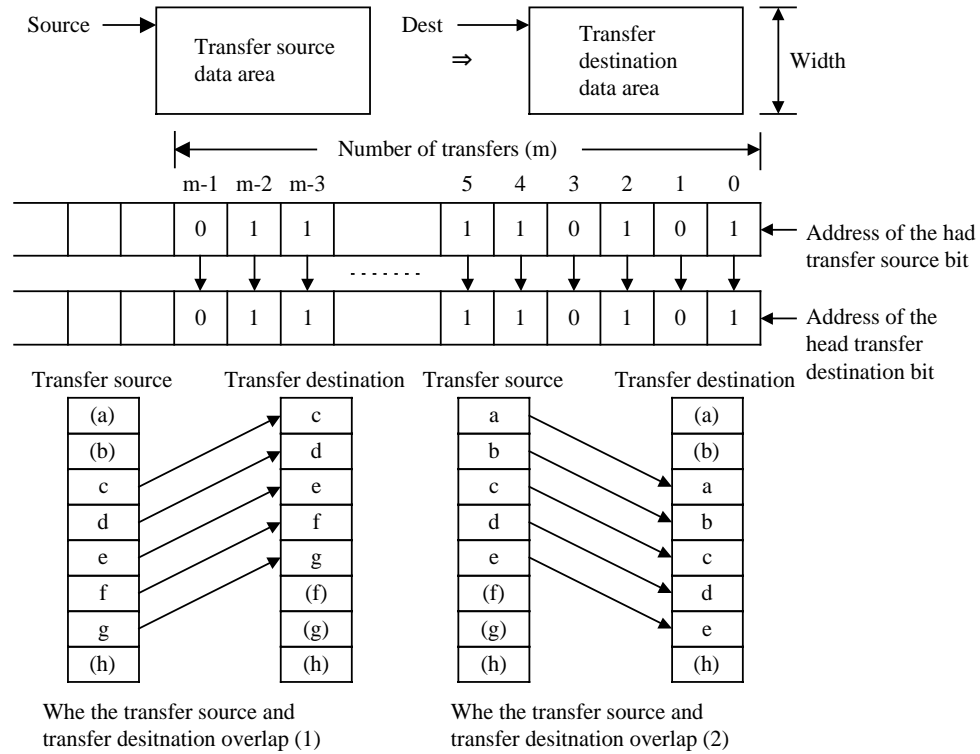 Source
Transfer source
data area
Dest
⇒
Transfer
destination
data area
Width
Number of transfers (m)
m-1 m-2 m-3 5 4 3 2 1 0
0 1 1 1 1 0 1 0 1
Address of the had
transfer source bit
.......
0 1 1 1 1 0 1 0 1
Address of the
head transfer
destination bit
Transfer source
(a)
(b)
c
d
e
f
g
(h)
Transfer destination
c
d
e
f
g
(f)
(g)
(h)
Whe the transfer source and
transfer desitnation overlap (1)
Transfer source
a
b
c
d
e
(f)
(g)
(h)
Transfer destination
(a)
(b)
a
b
c
d
e
(h)
Whe the transfer source and
transfer desitnation overlap (2)